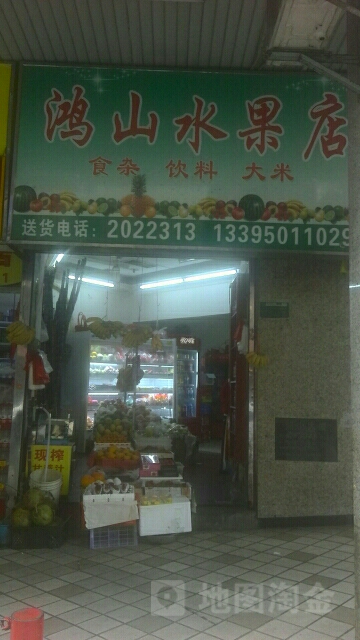 鸿山水果店
食杂 饮料 大米
送货电话：2022313 13395011029
现榨
地图淘金